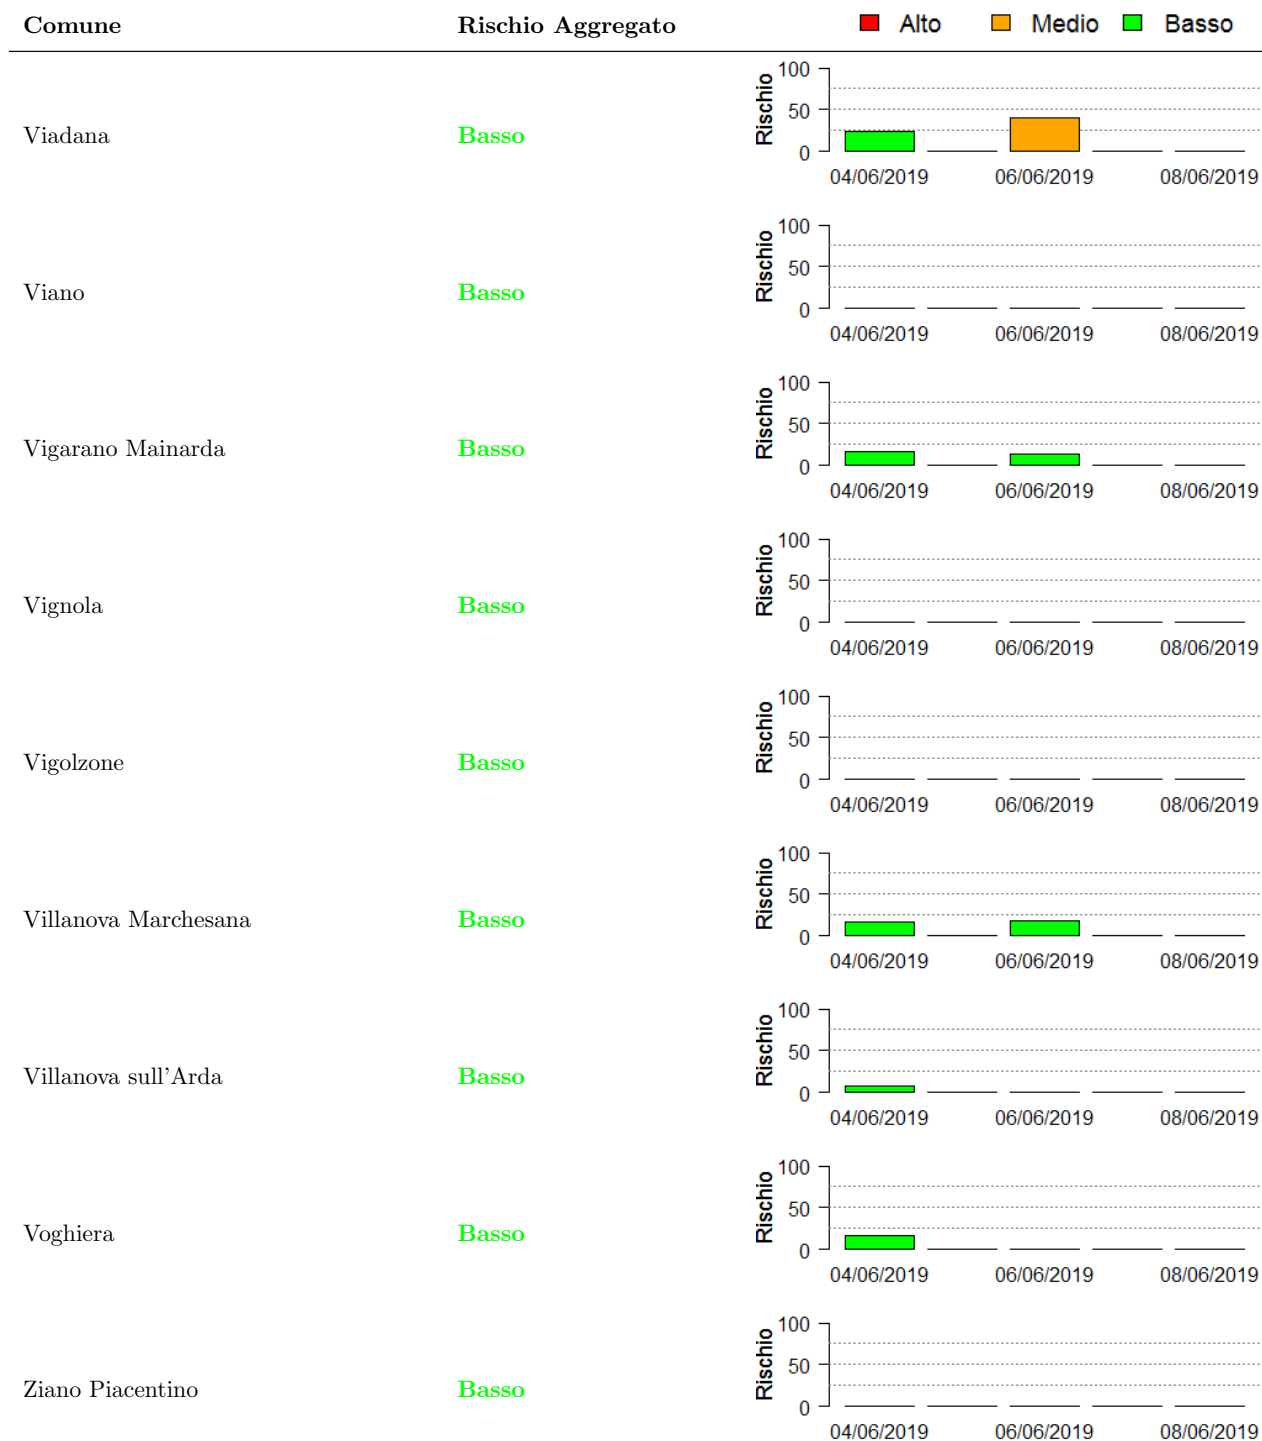 Comune Rischio Aggregato Alto Medio Basso
Viadana Basso
Rischio
100
50
0
04/06/2019 06/06/2019 08/06/2019
Viano Basso
Rischio
100
50
0
04/06/2019 06/06/2019 08/06/2019
Vigarano Mainarda Basso
Rischio
100
50
0
04/06/2019 06/06/2019 08/06/2019
Vignola Basso
Rischio
100
50
0
04/06/2019 06/06/2019 08/06/2019
Vigolzone Basso
Rischio
100
50
0
04/06/2019 06/06/2019 08/06/2019
Villanova Marchesana Basso
Rischio
100
50
0
04/06/2019 06/06/2019 08/06/2019
Villanova sull'Arda Basso
Rischio
100
50
0
04/06/2019 06/06/2019 08/06/2019
Voghiera Basso
Rischio
100
50
0
04/06/2019 06/06/2019 08/06/2019
Ziano Piacentino Basso
Rischio
100
50
0
04/06/2019 06/06/2019 08/06/2019